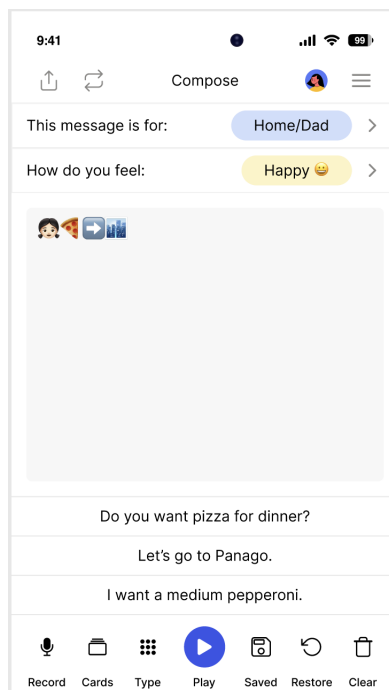 9:41
99
Compose
This message is for: Home/Dad
How do you feel: Happy 😀
👧🏻🍕➡️🏙️
Do you want pizza for dinner?
Let's go to Panago.
I want a medium pepperoni.
Record Cards Type Play Saved Restore Clear